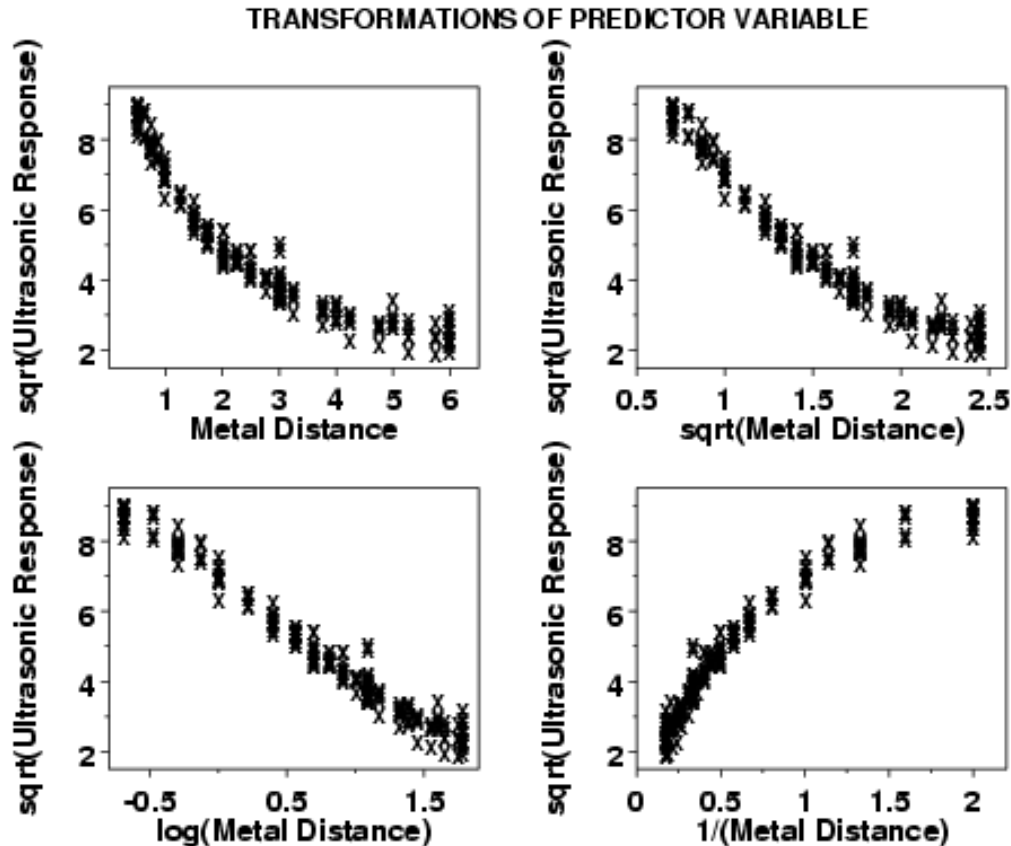 TRANSFORMATIONS OF PREDICTOR VARIABLE
sqrt(Ultrasonic Response)
8
6
4
2
1 2 3 4 5 6
Metal Distance
sqrt(Ultrasonic Response)
8
6
4
2
0.5 1 1.5 2 2.5
sqrt(Metal Distance)
sqrt(Ultrasonic Response)
8
6
4
2
-0.5 0.5 1.5
log(Metal Distance)
sqrt(Ultrasonic Response)
8
6
4
2
0 0.5 1 1.5 2
1/(Metal Distance)